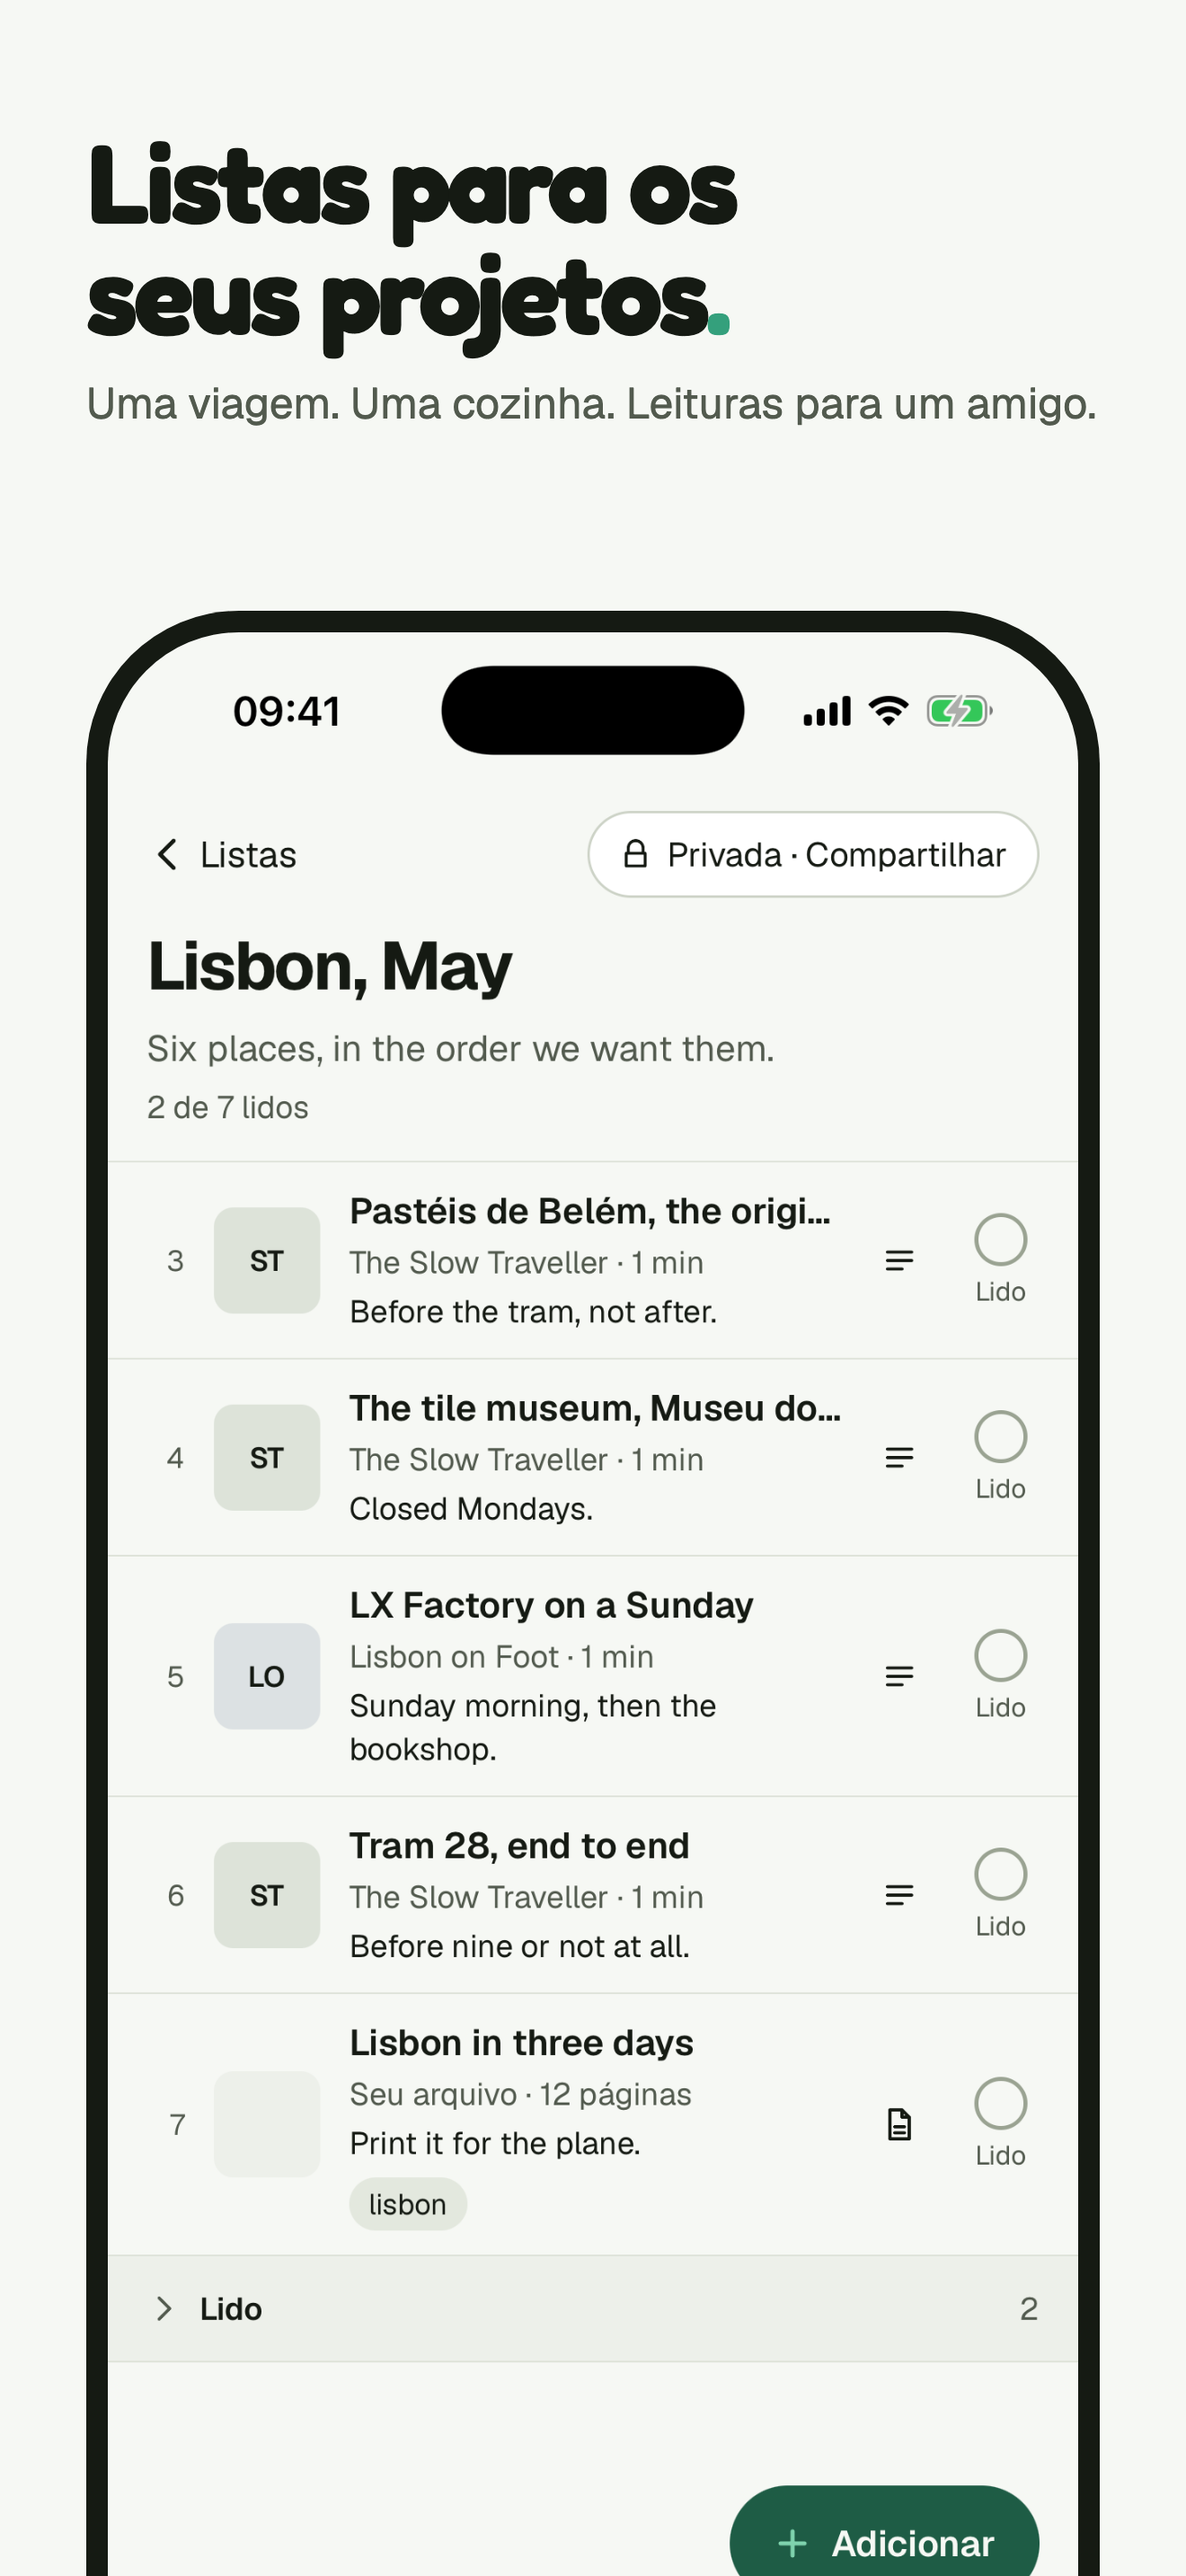 Listas para os
seus projetos.
Uma viagem. Uma cozinha. Leituras para um amigo.
09:41
Listas
Privada · Compartilhar
Lisbon, May
Six places, in the order we want them.
2 de 7 lidos
3
ST
Pastéis de Belém, the origi...
The Slow Traveller · 1 min
Before the tram, not after.
Lido
4
ST
The tile museum, Museu do...
The Slow Traveller · 1 min
Closed Mondays.
Lido
5
LO
LX Factory on a Sunday
Lisbon on Foot · 1 min
Sunday morning, then the
bookshop.
Lido
6
ST
Tram 28, end to end
The Slow Traveller · 1 min
Before nine or not at all.
Lido
7
Lisbon in three days
Seu arquivo · 12 páginas
Print it for the plane.
lisbon
Lido
Lido
2
+ Adicionar